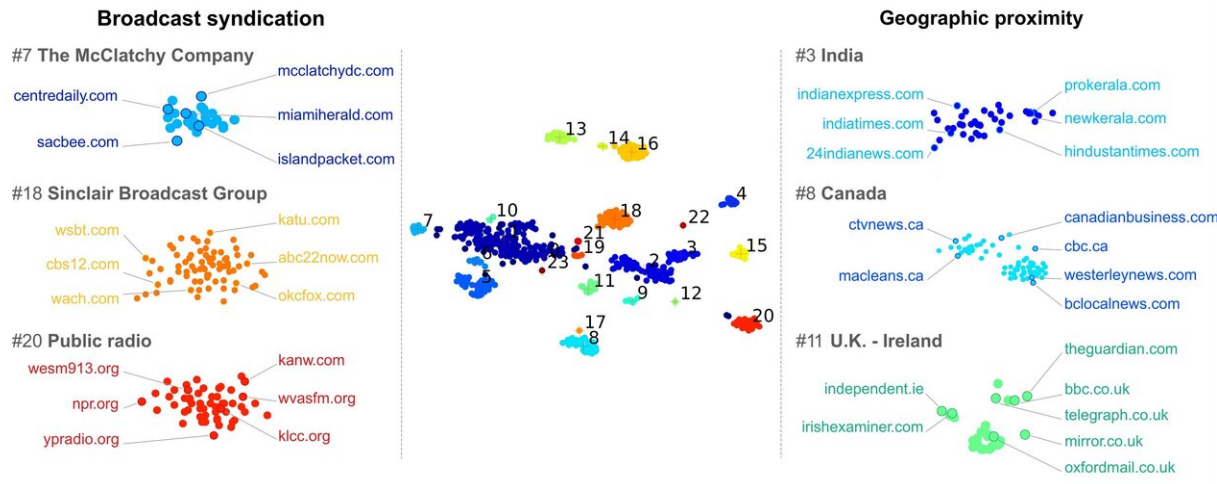 Broadcast syndication
#7 The McClatchy Company
mcclatchydc.com
centredaily.com
miamiherald.com
sacbee.com
islandpacket.com
#18 Sinclair Broadcast Group
katu.com
wsbt.com
abc22now.com
cbs12.com
okcfox.com
wach.com
#20 Public radio
kanw.com
wesm913.org
wvasfm.org
npr.org
klcc.org
ypradio.org
13
14
16
4
7
10
18
22
1
21
19
15
6
0
3
2
23
5
11
9
12
20
17
8
Geographic proximity
#3 India
prokerala.com
indianexpress.com
newkerala.com
indiatimes.com
24indianews.com
hindustantimes.com
#8 Canada
canadianbusiness.com
ctvnews.ca
cbc.ca
macleans.ca
westerleynews.com
bclocalnews.com
#11 U.K. - Ireland
theguardian.com
independent.ie
bbc.co.uk
telegraph.co.uk
irishexaminer.com
mirror.co.uk
oxfordmail.co.uk